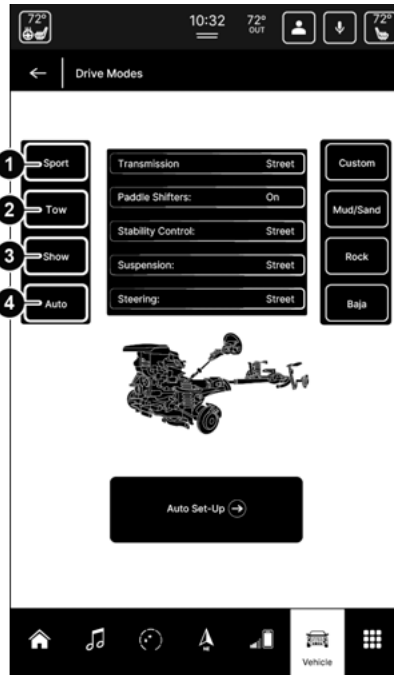 72°
10:32
72°
OUT
72°
Drive Modes
1
Sport
2
Tow
3
Show
4
Auto
Transmission Street
Paddle Shifters: On
Stability Control: Street
Suspension: Street
Steering: Street
Custom
Mud/Sand
Rock
Baja
Auto Set-Up
NE
Vehicle